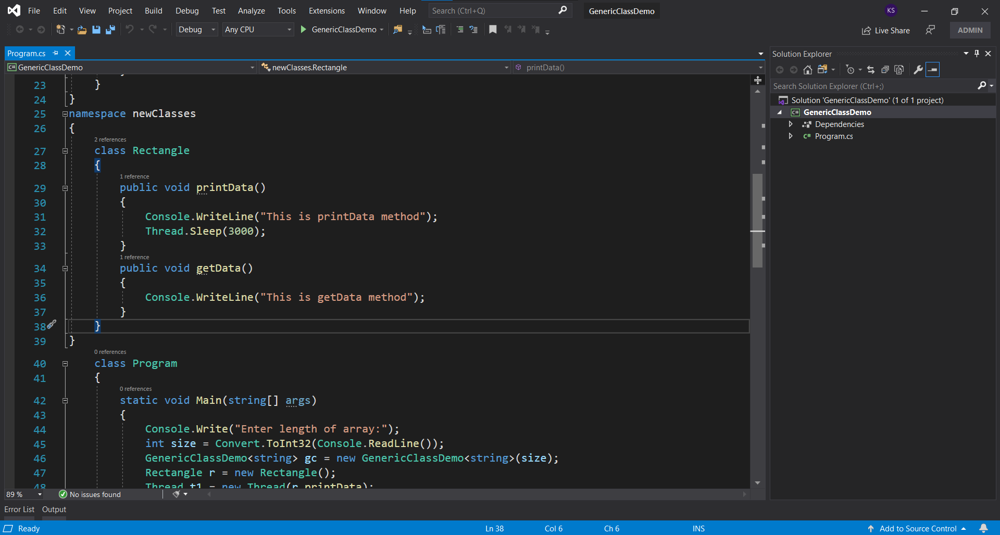 File Edit View Project Build Debug Test Analyze Tools Extensions Window Help Search (Ctrl+Q) GenericClassDemo KS
Debug Any CPU GenericClassDemo Live Share ADMIN
Program.cs
GenericClassDemo newClasses.Rectangle printData()
23 }
24 }
25 namespace newClasses
26 {
2 references
27 class Rectangle
28 {
1 reference
29 public void printData()
30 {
31 Console.WriteLine("This is printData method");
32 Thread.Sleep(3000);
33 }
1 reference
34 public void getData()
35 {
36 Console.WriteLine("This is getData method");
37 }
38 }
39 }
0 references
40 class Program
41 {
0 references
42 static void Main(string[] args)
43 {
44 Console.Write("Enter length of array:");
45 int size = Convert.ToInt32(Console.ReadLine());
46 GenericClassDemo<string> gc = new GenericClassDemo<string>(size);
47 Rectangle r = new Rectangle();
48 Thread t1 = new Thread(r.printData);
89 % No issues found
Solution Explorer
Search Solution Explorer (Ctrl+;)
Solution 'GenericClassDemo' (1 of 1 project)
C# GenericClassDemo
Dependencies
C# Program.cs
Error List Output
Ready Ln 38 Col 6 Ch 6 INS Add to Source Control